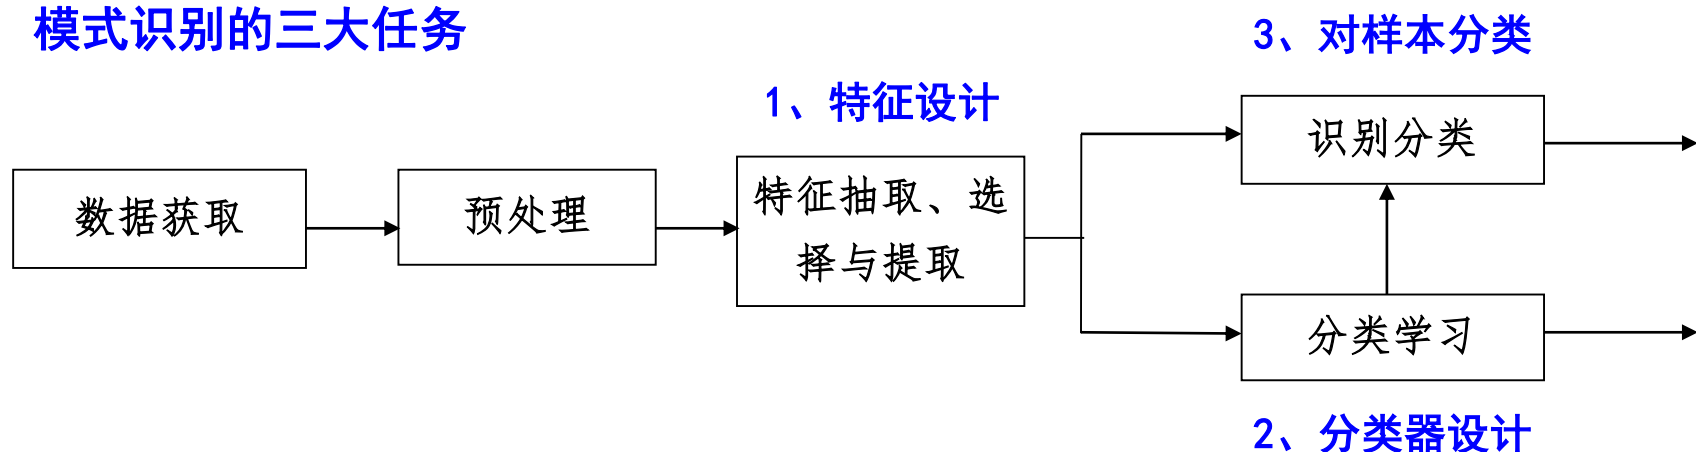 模式识别的三大任务
3、对样本分类
1、特征设计
识别分类
数据获取
预处理
特征抽取、选
择与提取
分类学习
2、分类器设计